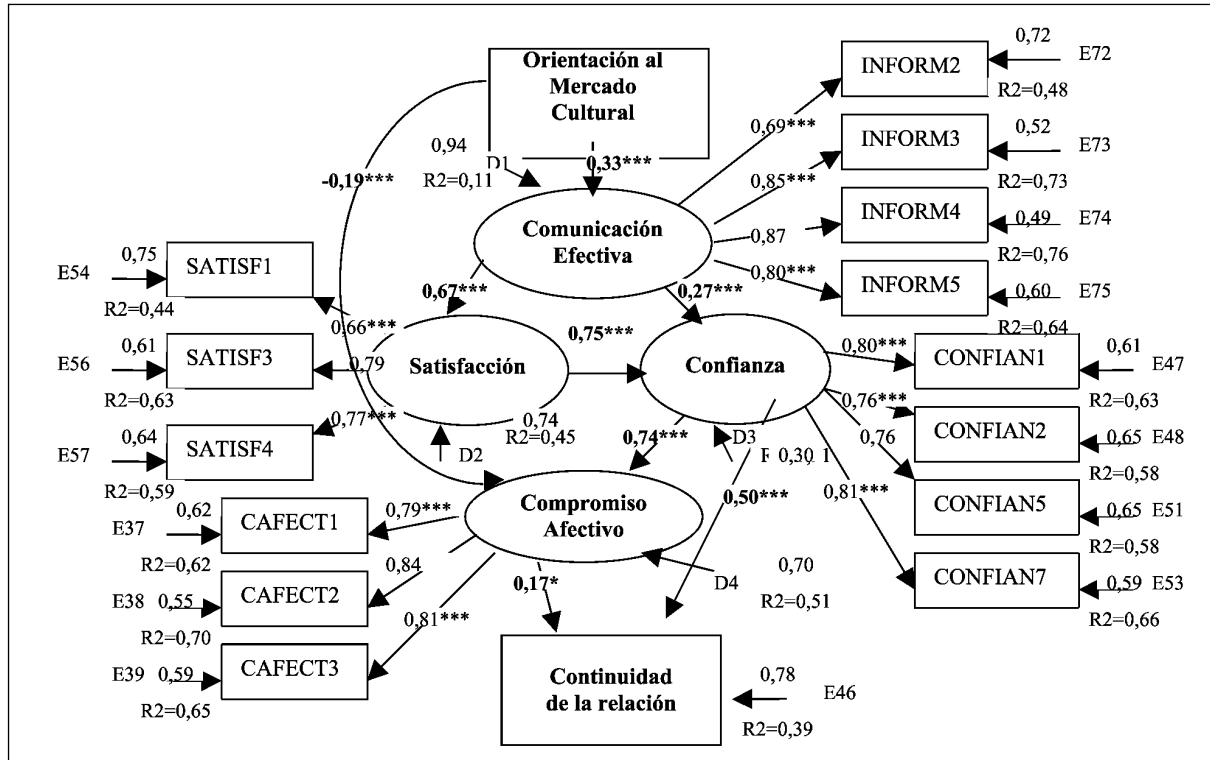 Orientación al
Mercado
Cultural
0,94
D1
R2=0,11
0,33***
-0,19***
Comunicación
Efectiva
0,69***
0,85***
0,87
0,80***
INFORM2
0,72
E72
R2=0,48
INFORM3
0,52
E73
R2=0,73
INFORM4
0,49
E74
R2=0,76
INFORM5
0,60
E75
R2=0,64
0,67***
0,27***
0,75***
E54
0,75
R2=0,44
SATISF1
0,66***
E56
0,61
R2=0,63
SATISF3
0,79
E57
0,64
R2=0,59
SATISF4
0,77***
Satisfacción
0,74
R2=0,45
D2
Confianza
D3
0,30
0,80***
0,76***
0,76
0,81***
CONFIAN1
0,61
E47
R2=0,63
CONFIAN2
0,65
E48
R2=0,58
CONFIAN5
0,65
E51
R2=0,58
CONFIAN7
0,59
E53
R2=0,66
0,74***
0,50***
Compromiso
Afectivo
D4
0,70
R2=0,51
E37
0,62
R2=0,62
CAFECT1
0,79***
E38
0,55
R2=0,70
CAFECT2
0,84
E39
0,59
R2=0,65
CAFECT3
0,81***
0,17*
Continuidad
de la relación
0,78
E46
R2=0,39